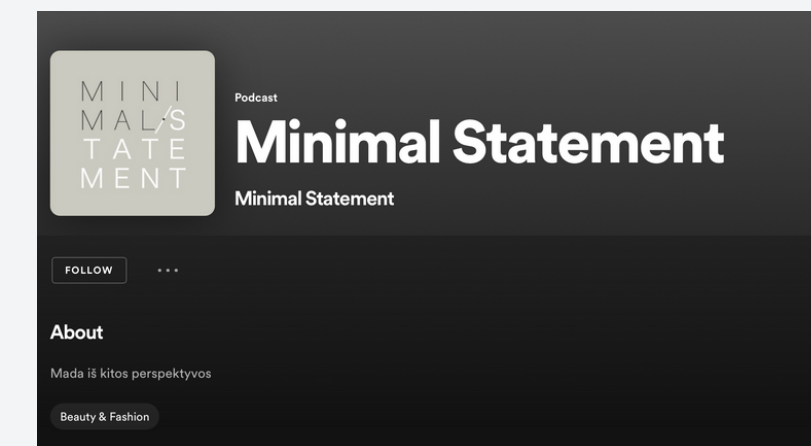 MINI
MAL/S
TATE
MENT
Podcast
Minimal Statement
Minimal Statement
FOLLOW
About
Mada iš kitos perspektyvos
Beauty & Fashion